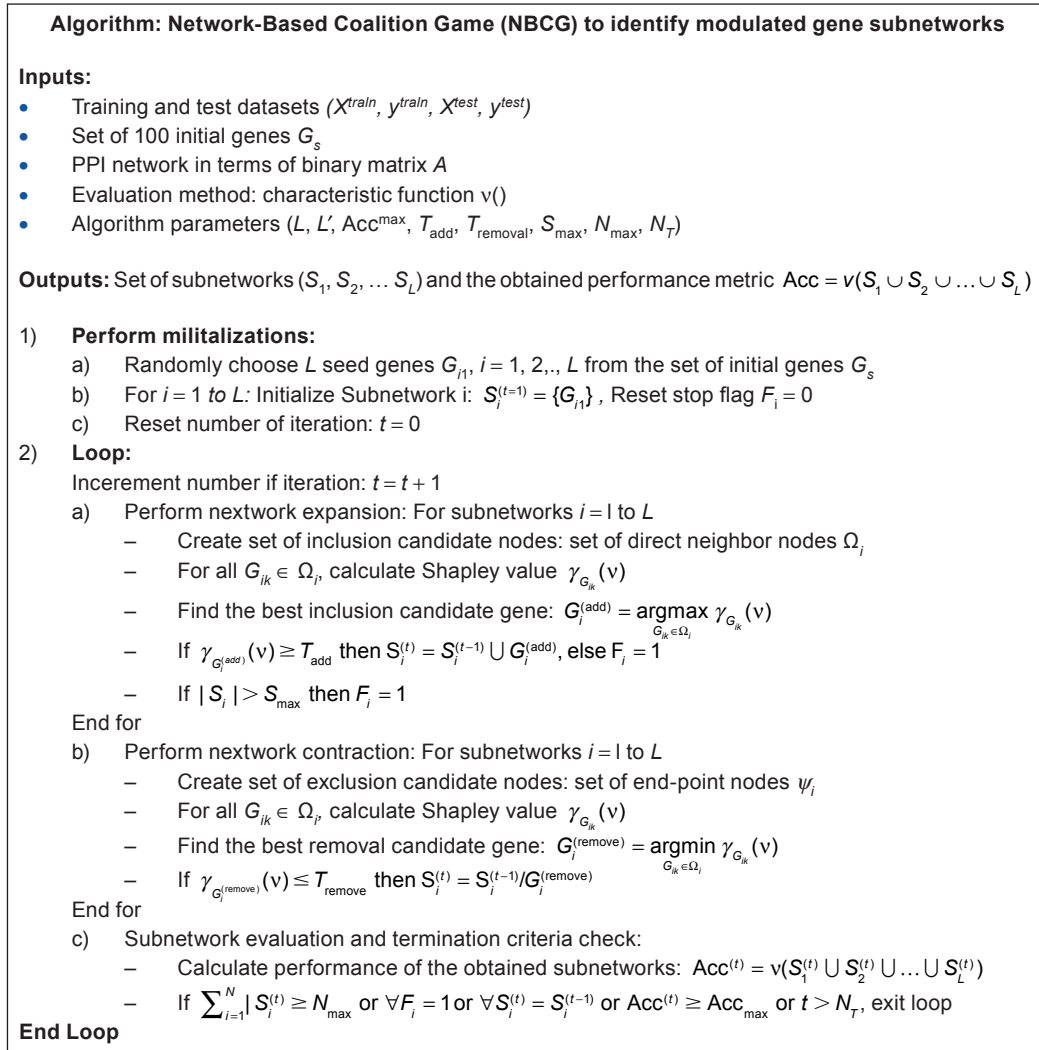 Algorithm: Network-Based Coalition Game (NBCG) to identify modulated gene subnetworks
Inputs:
• Training and test datasets (X^traln, y^traln, X^test, y^test)
• Set of 100 initial genes G_s
• PPI network in terms of binary matrix A
• Evaluation method: characteristic function ν()
• Algorithm parameters (L, L′, Acc^max, T_add, T_removal, S_max, N_max, N_T)
Outputs: Set of subnetworks (S_1, S_2, … S_L) and the obtained performance metric Acc = v(S_1 ∪ S_2 ∪ … ∪ S_L)
1) Perform militalizations:
a) Randomly choose L seed genes G_i1, i = 1, 2,., L from the set of initial genes G_s
b) For i = 1 to L: Initialize Subnetwork i: S_i^(t=1) = {G_i1} , Reset stop flag F_i = 0
c) Reset number of iteration: t = 0
2) Loop:
Incerement number if iteration: t = t + 1
a) Perform nextwork expansion: For subnetworks i = l to L
– Create set of inclusion candidate nodes: set of direct neighbor nodes Ω_i
– For all G_ik ∈ Ω_i, calculate Shapley value γ_G_ik(ν)
– Find the best inclusion candidate gene: G_i^(add) = argmax_{G_ik∈Ω_i} γ_G_ik(ν)
– If γ_G_i^(add)(ν) ≥ T_add then S_i^(t) = S_i^(t−1) ∪ G_i^(add), else F_i = 1
– If | S_i | > S_max then F_i = 1
End for
b) Perform nextwork contraction: For subnetworks i = l to L
– Create set of exclusion candidate nodes: set of end-point nodes ψ_i
– For all G_ik ∈ Ω_i, calculate Shapley value γ_G_ik(ν)
– Find the best removal candidate gene: G_i^(remove) = argmin_{G_ik∈Ω_i} γ_G_ik(ν)
– If γ_G_i^(remove)(ν) ≤ T_remove then S_i^(t) = S_i^(t−1)/G_i^(remove)
End for
c) Subnetwork evaluation and termination criteria check:
– Calculate performance of the obtained subnetworks: Acc^(t) = ν(S_1^(t) ∪ S_2^(t) ∪ … ∪ S_L^(t))
– If ∑_{i=1}^N | S_i^(t) ≥ N_max or ∀F_i = 1 or ∀S_i^(t) = S_i^(t−1) or Acc^(t) ≥ Acc_max or t > N_T, exit loop
End Loop